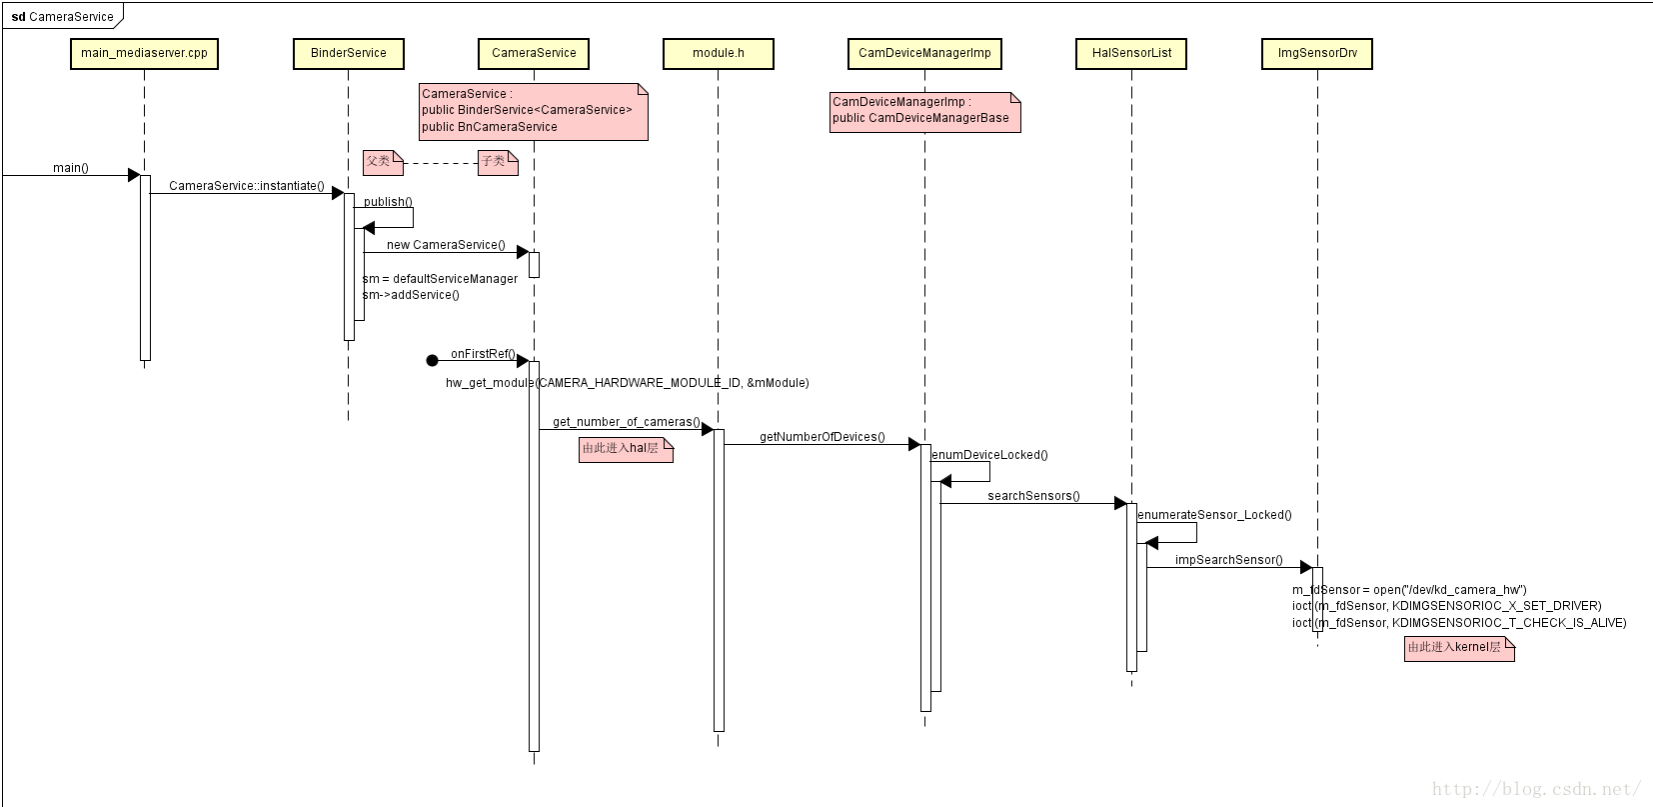 sd CameraService
main_mediaserver.cpp
BinderService
CameraService
module.h
CamDeviceManagerImp
HalSensorList
ImgSensorDrv
CameraService :
public BinderService<CameraService>
public BnCameraService
CamDeviceManagerImp :
public CamDeviceManagerBase
父类
子类
main()
CameraService::instantiate()
publish()
new CameraService()
sm = defaultServiceManager
sm->addService()
onFirstRef()
hw_get_module(CAMERA_HARDWARE_MODULE_ID, &mModule)
get_number_of_cameras()
由此进入hal层
getNumberOfDevices()
enumDeviceLocked()
searchSensors()
enumerateSensor_Locked()
impSearchSensor()
m_fdSensor = open("/dev/kd_camera_hw")
ioct (m_fdSensor, KDIMGSENSORIOC_X_SET_DRIVER)
ioct (m_fdSensor, KDIMGSENSORIOC_T_CHECK_IS_ALIVE)
由此进入kernel层
http://blog.csdn.net/